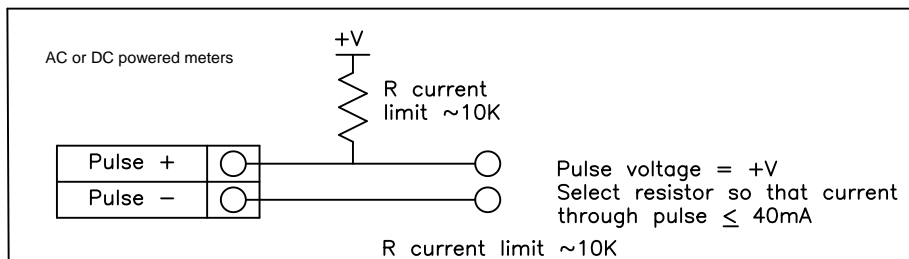 AC or DC powered meters
+V
R current
limit ~10K
Pulse +
Pulse −
Pulse voltage = +V
Select resistor so that current
through pulse ≤ 40mA
R current limit ~10K